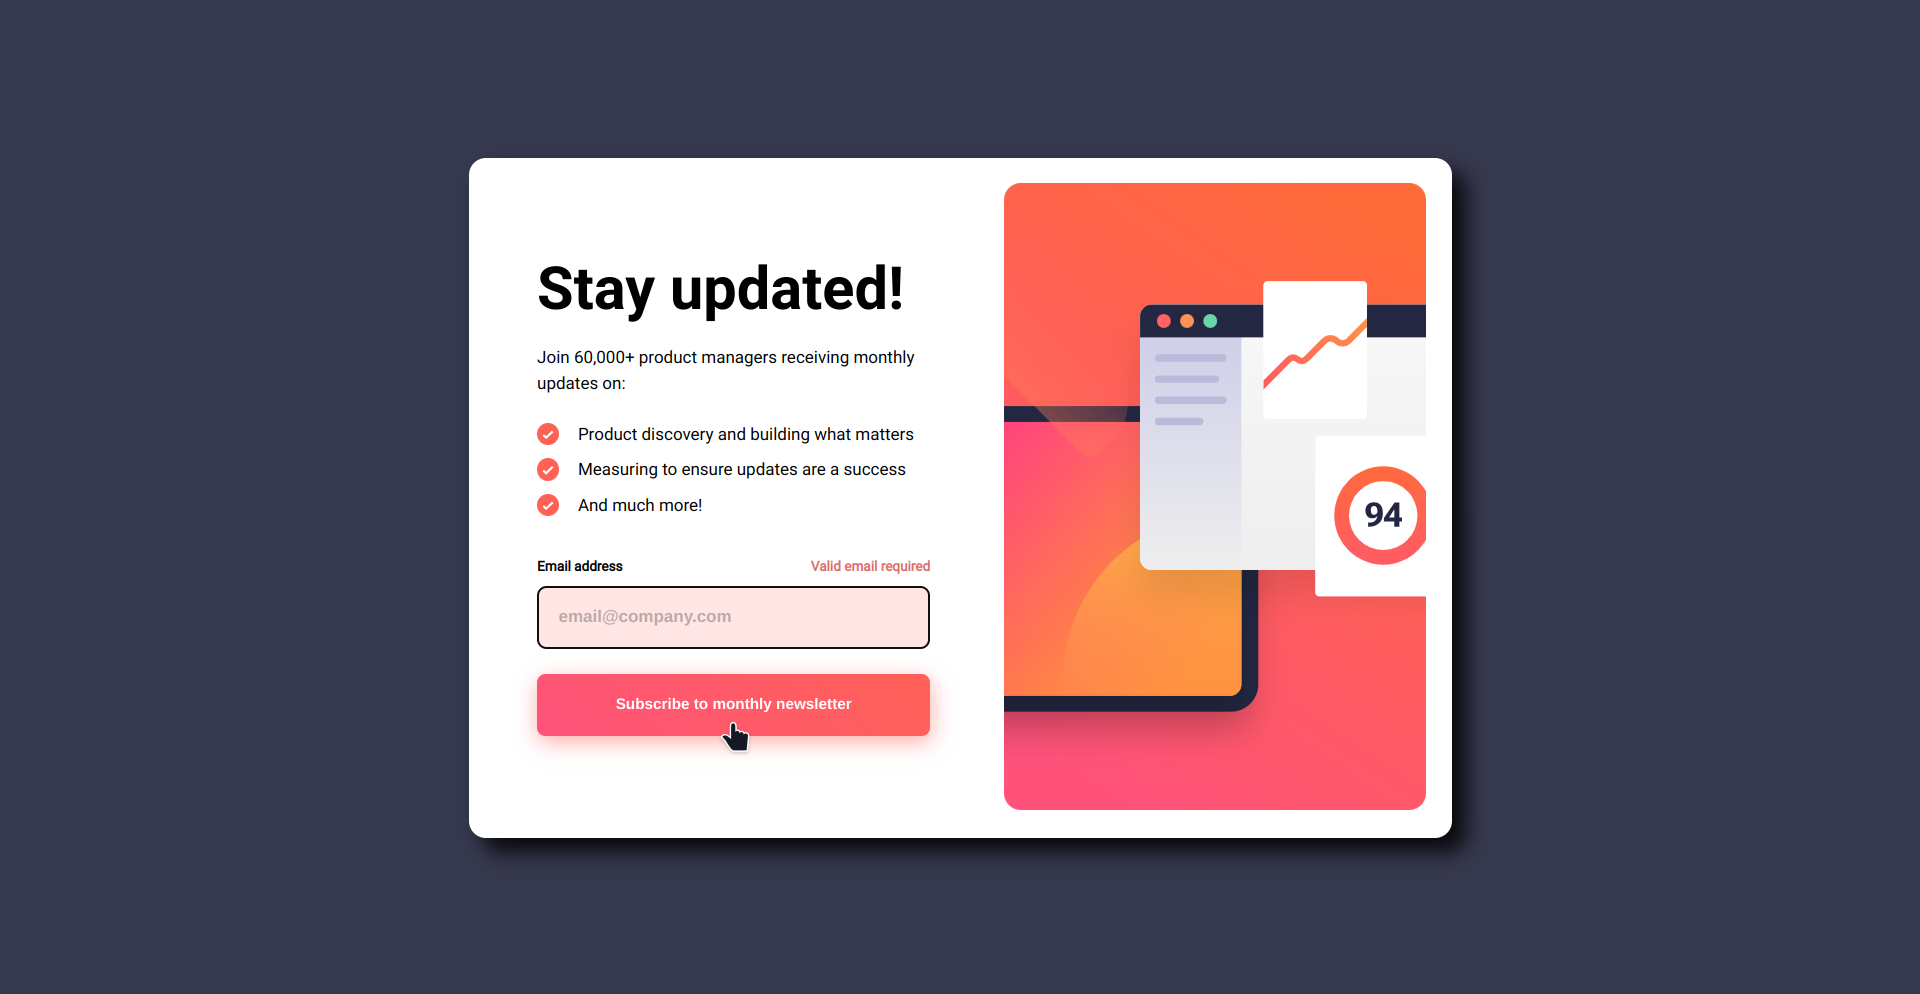 Stay updated!
Join 60,000+ product managers receiving monthly
updates on:
Product discovery and building what matters
Measuring to ensure updates are a success
And much more!
Email address
Valid email required
email@company.com
Subscribe to monthly newsletter
94